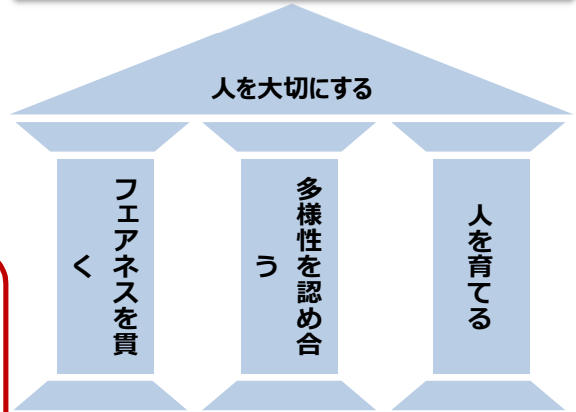 人を大切にする
フェアネスを貫
く
多様性を認め合
う
人を育てる